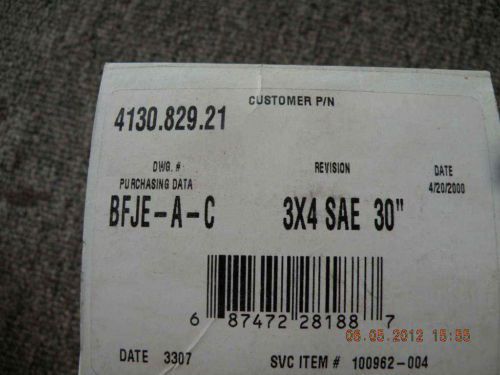 CUSTOMER P/N
4130.829.21
DWG. # REVISION DATE
PURCHASING DATA 4/20/2000
BFJE-A-C 3X4 SAE 30"
6 87472 28188 7
06.05.2012 15:55
DATE 3307 SVC ITEM # 100962-004